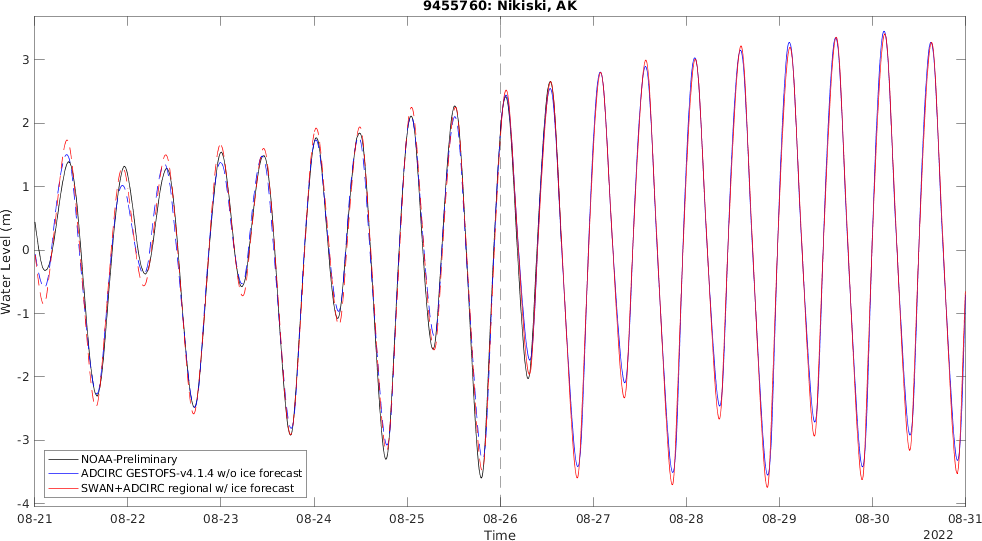 9455760: Nikiski, AK
3
2
1
0
-1
-2
-3
-4
Water Level (m)
NOAA-Preliminary
ADCIRC GESTOFS-v4.1.4 w/o ice forecast
SWAN+ADCIRC regional w/ ice forecast
08-21 08-22 08-23 08-24 08-25 08-26 08-27 08-28 08-29 08-30 08-31
Time
2022